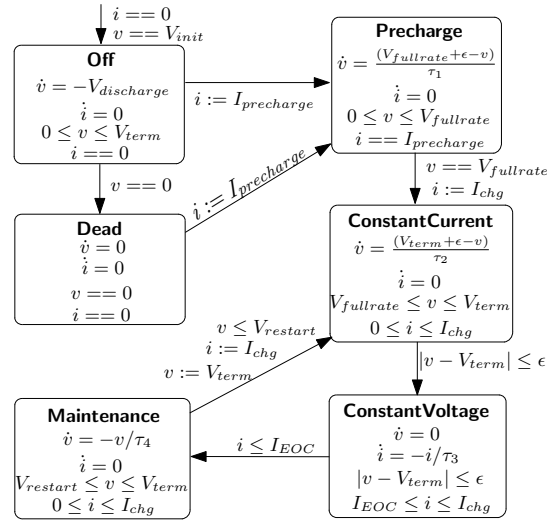 i == 0
v == V_init
Off
v̇ = −V_discharge
i̇ = 0
0 ≤ v ≤ V_term
i == 0
i := I_precharge
Precharge
v̇ = (V_fullrate+ϵ−v)/τ_1
i̇ = 0
0 ≤ v ≤ V_fullrate
i == I_precharge
v == 0
i := I_precharge
v == V_fullrate
i := I_chg
Dead
v̇ = 0
i̇ = 0
v == 0
i == 0
ConstantCurrent
v̇ = (V_term+ϵ−v)/τ_2
i̇ = 0
V_fullrate ≤ v ≤ V_term
0 ≤ i ≤ I_chg
v ≤ V_restart
i := I_chg
v := V_term
|v − V_term| ≤ ϵ
Maintenance
v̇ = −v/τ_4
i̇ = 0
V_restart ≤ v ≤ V_term
0 ≤ i ≤ I_chg
i ≤ I_EOC
ConstantVoltage
v̇ = 0
i̇ = −i/τ_3
|v − V_term| ≤ ϵ
I_EOC ≤ i ≤ I_chg